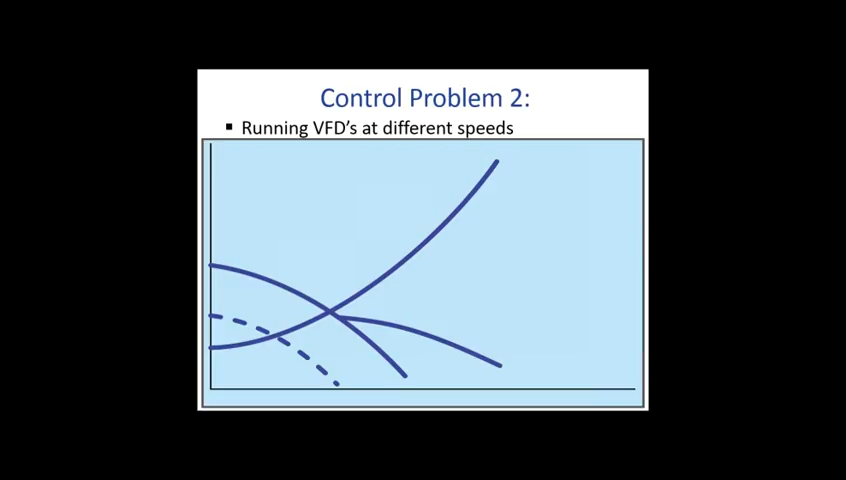 Control Problem 2:
▪ Running VFD's at different speeds